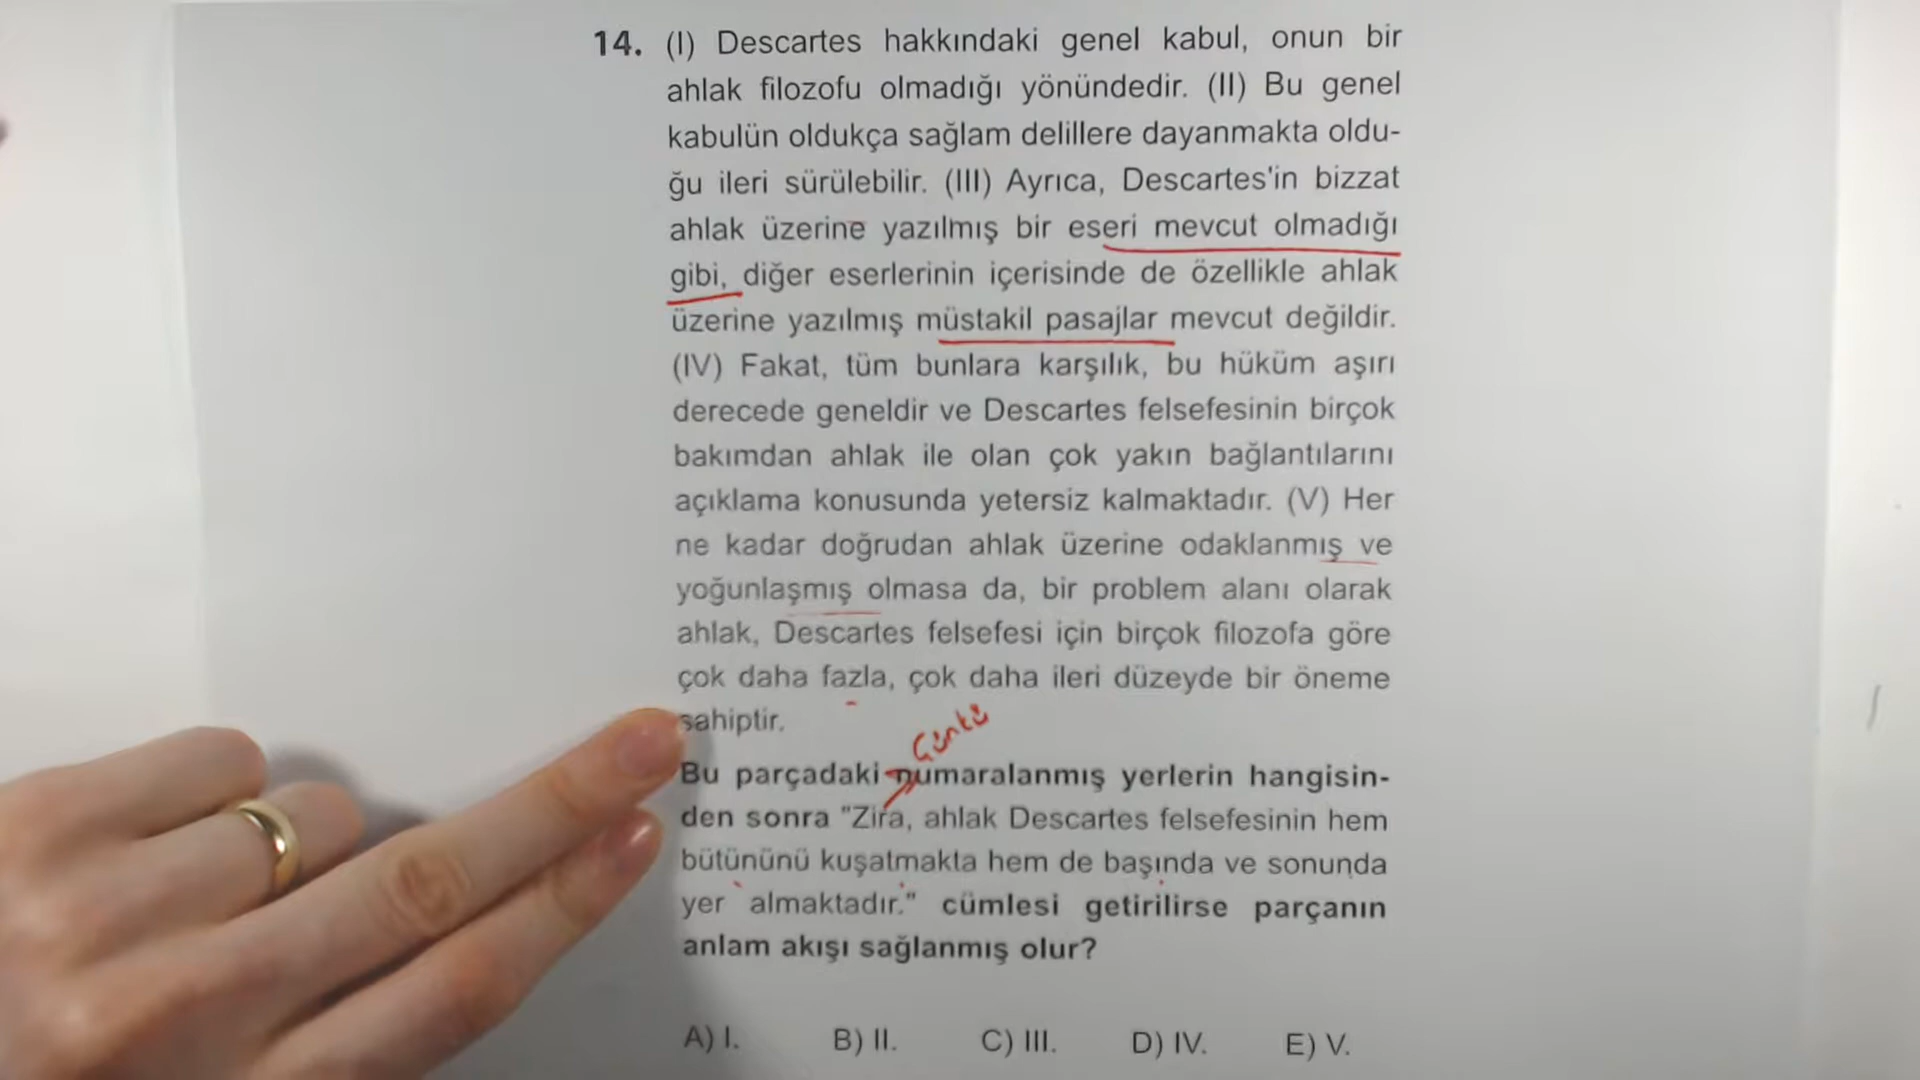 14. (I) Descartes hakkındaki genel kabul, onun bir
ahlak filozofu olmadığı yönündedir. (II) Bu genel
kabulün oldukça sağlam delillere dayanmakta oldu-
ğu ileri sürülebilir. (III) Ayrıca, Descartes'in bizzat
ahlak üzerine yazılmış bir eseri mevcut olmadığı
gibi, diğer eserlerinin içerisinde de özellikle ahlak
üzerine yazılmış müstakil pasajlar mevcut değildir.
(IV) Fakat, tüm bunlara karşılık, bu hüküm aşırı
derecede geneldir ve Descartes felsefesinin birçok
bakımdan ahlak ile olan çok yakın bağlantılarını
açıklama konusunda yetersiz kalmaktadır. (V) Her
ne kadar doğrudan ahlak üzerine odaklanmış ve
yoğunlaşmış olmasa da, bir problem alanı olarak
ahlak, Descartes felsefesi için birçok filozofa göre
çok daha fazla, çok daha ileri düzeyde bir öneme
sahiptir.
Çünkü
Bu parçadaki numaralanmış yerlerin hangisin-
den sonra "Zira, ahlak Descartes felsefesinin hem
bütününü kuşatmakta hem de başında ve sonunda
yer almaktadır." cümlesi getirilirse parçanın
anlam akışı sağlanmış olur?
A) I. B) II. C) III. D) IV. E) V.